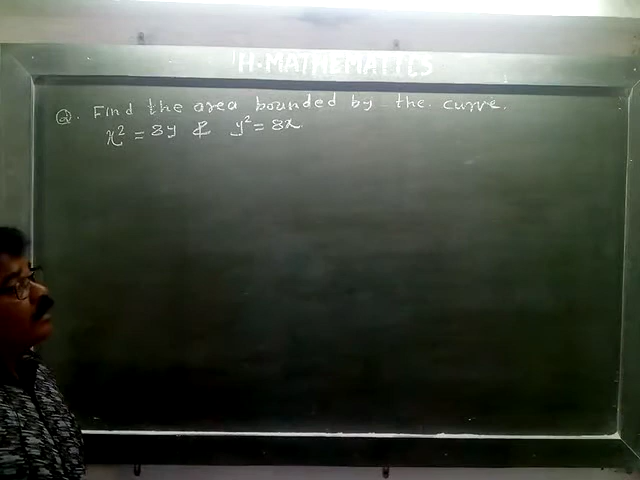 H-MATHEMATICS
Q. Find the area bounded by the curve.
x² = 8y & y² = 8x.